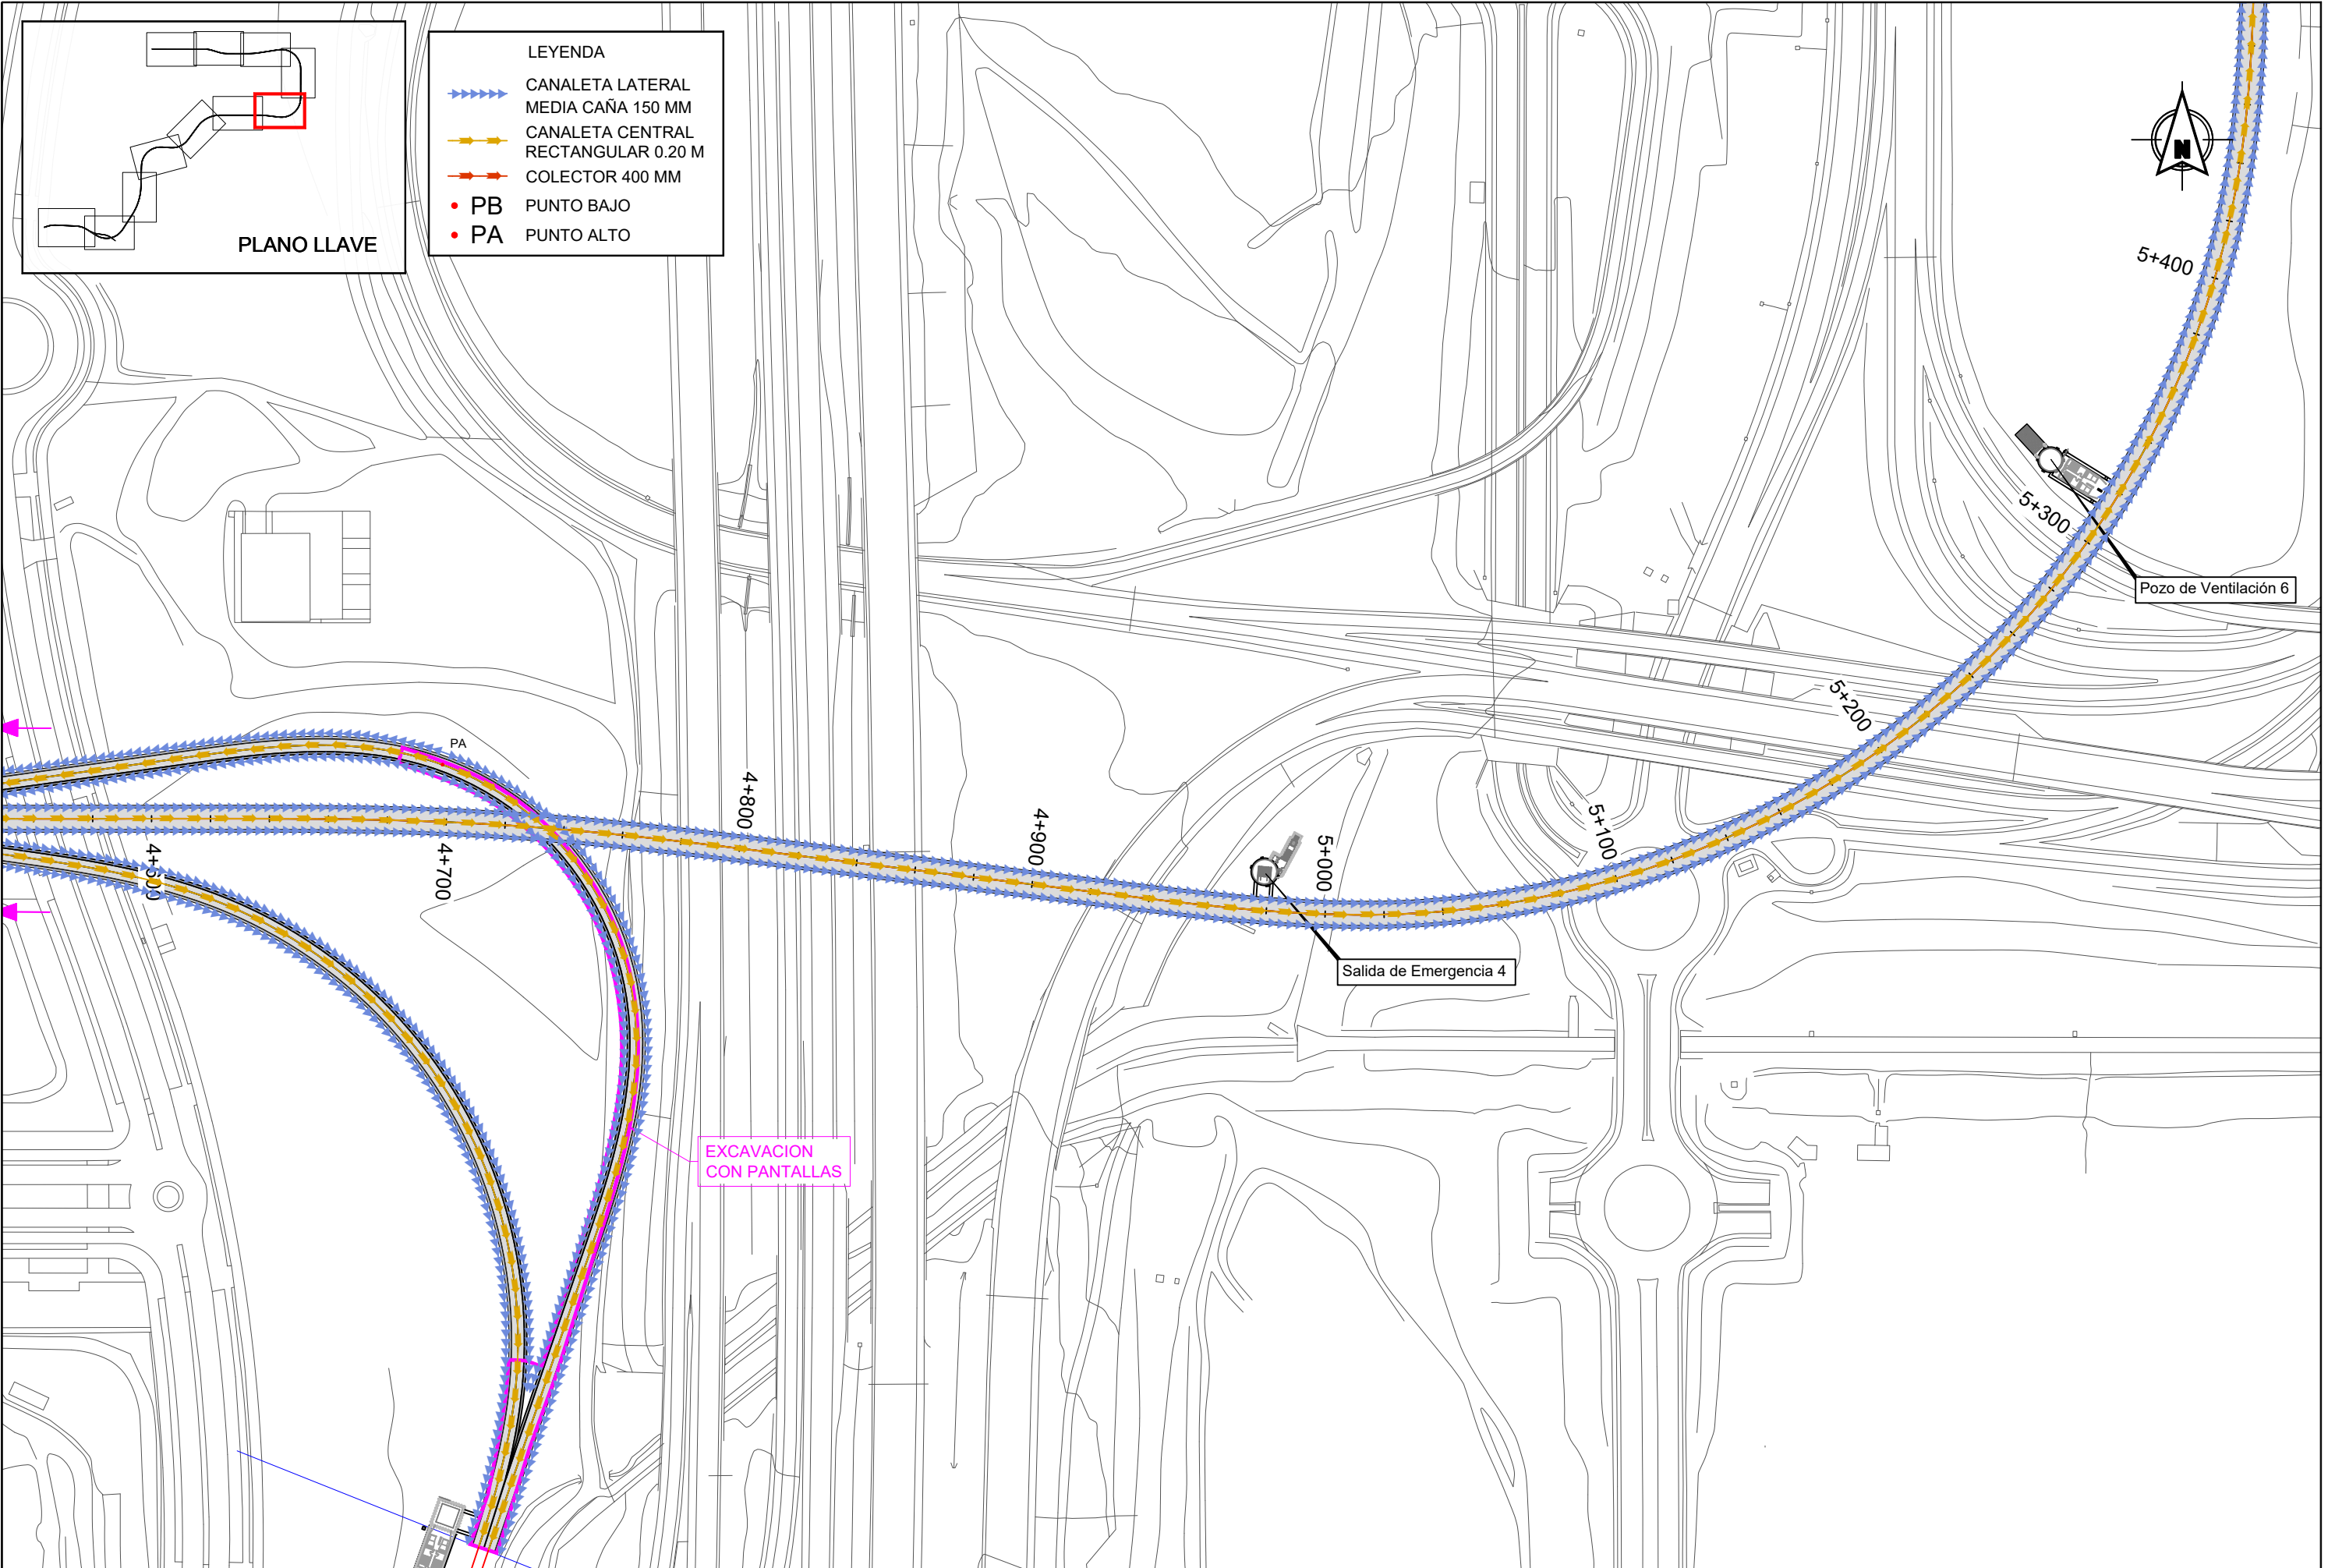 PLANO LLAVE
LEYENDA
CANALETA LATERAL
MEDIA CAÑA 150 MM
CANALETA CENTRAL
RECTANGULAR 0.20 M
COLECTOR 400 MM
PB PUNTO BAJO
PA PUNTO ALTO
N
5+400
5+300
Pozo de Ventilación 6
5+200
PA
4+800
4+900
5+000
5+100
4+600
4+700
Salida de Emergencia 4
EXCAVACION
CON PANTALLAS